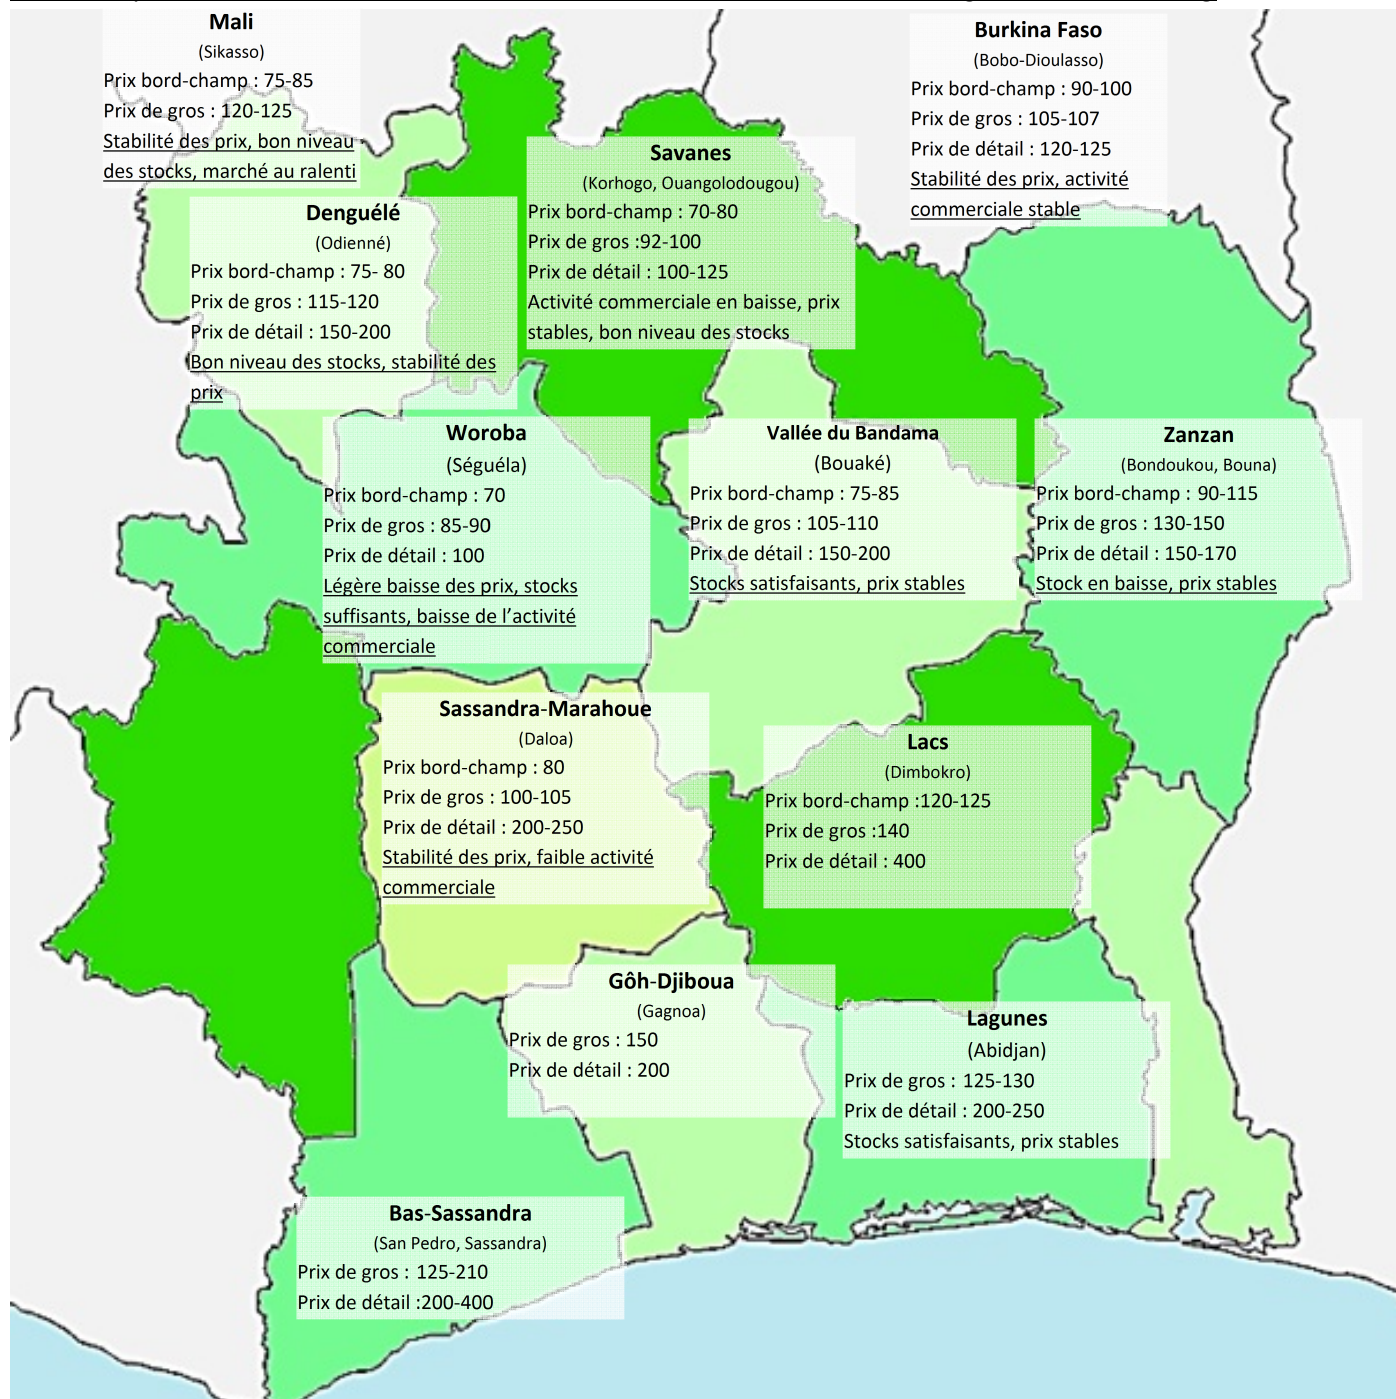 Mali
(Sikasso)
Prix bord-champ : 75-85
Prix de gros : 120-125
Stabilité des prix, bon niveau
des stocks, marché au ralenti
Burkina Faso
(Bobo-Dioulasso)
Prix bord-champ : 90-100
Prix de gros : 105-107
Prix de détail : 120-125
Stabilité des prix, activité
commerciale stable
Savanes
(Korhogo, Ouangolodougou)
Prix bord-champ : 70-80
Prix de gros :92-100
Prix de détail : 100-125
Activité commerciale en baisse, prix
stables, bon niveau des stocks
Denguélé
(Odienné)
Prix bord-champ : 75- 80
Prix de gros : 115-120
Prix de détail : 150-200
Bon niveau des stocks, stabilité des
prix
Woroba
(Séguéla)
Prix bord-champ : 70
Prix de gros : 85-90
Prix de détail : 100
Légère baisse des prix, stocks
suffisants, baisse de l’activité
commerciale
Vallée du Bandama
(Bouaké)
Prix bord-champ : 75-85
Prix de gros : 105-110
Prix de détail : 150-200
Stocks satisfaisants, prix stables
Zanzan
(Bondoukou, Bouna)
Prix bord-champ : 90-115
Prix de gros : 130-150
Prix de détail : 150-170
Stock en baisse, prix stables
Sassandra-Marahoue
(Daloa)
Prix bord-champ : 80
Prix de gros : 100-105
Prix de détail : 200-250
Stabilité des prix, faible activité
commerciale
Lacs
(Dimbokro)
Prix bord-champ :120-125
Prix de gros :140
Prix de détail : 400
Gôh-Djiboua
(Gagnoa)
Prix de gros : 150
Prix de détail : 200
Lagunes
(Abidjan)
Prix de gros : 125-130
Prix de détail : 200-250
Stocks satisfaisants, prix stables
Bas-Sassandra
(San Pedro, Sassandra)
Prix de gros : 125-210
Prix de détail :200-400